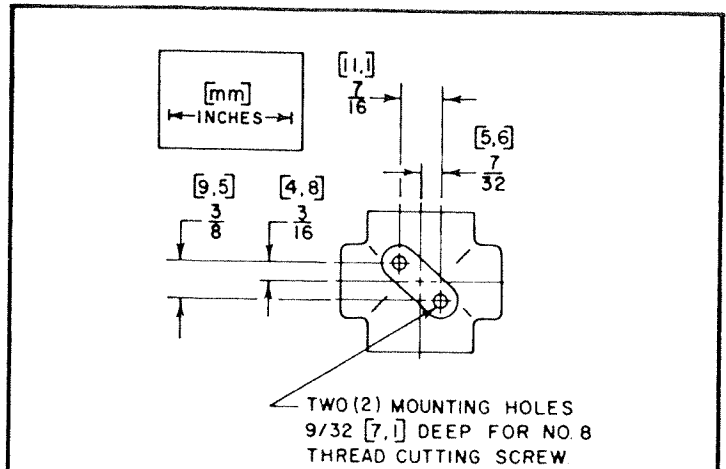 [mm]
INCHES
[11,1]
7
16
[5,6]
7
32
[9,5]
3
8
[4,8]
3
16
TWO (2) MOUNTING HOLES
9/32 [7,1] DEEP FOR NO. 8
THREAD CUTTING SCREW.